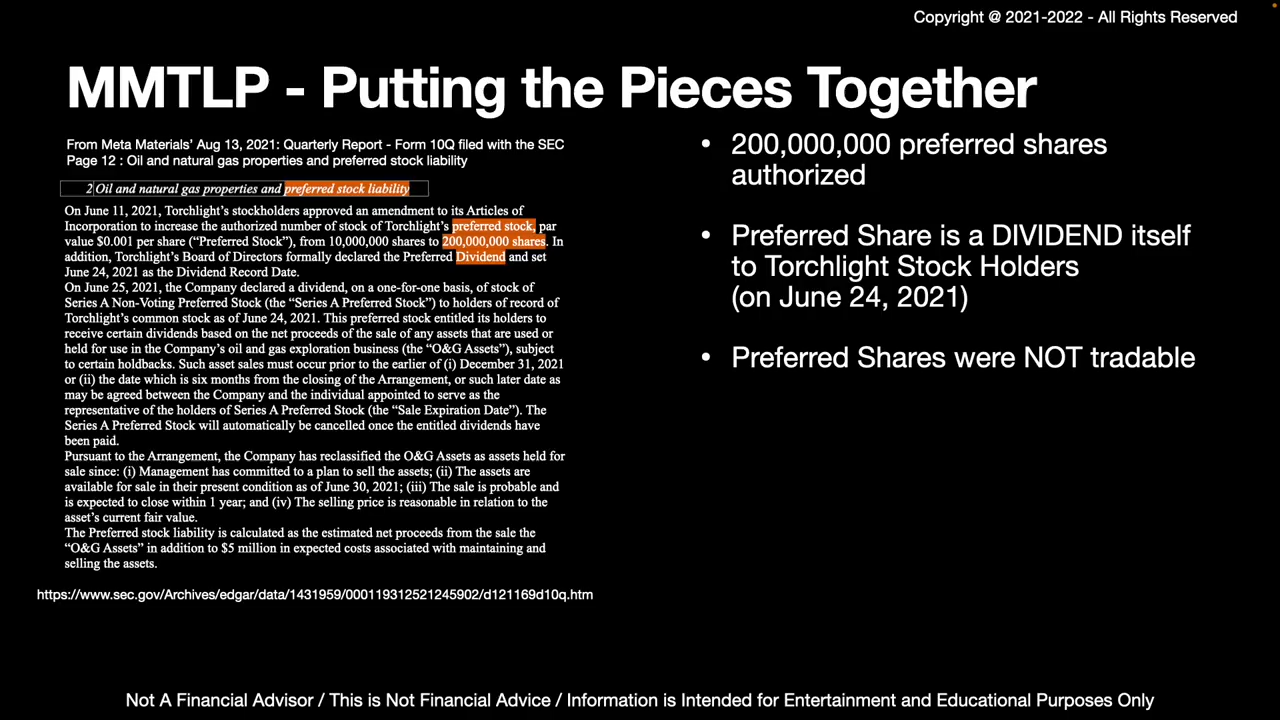 Copyright @ 2021-2022 - All Rights Reserved
MMTLP - Putting the Pieces Together
From Meta Materials’ Aug 13, 2021: Quarterly Report - Form 10Q filed with the SEC
Page 12 : Oil and natural gas properties and preferred stock liability
2 Oil and natural gas properties and preferred stock liability
On June 11, 2021, Torchlight’s stockholders approved an amendment to its Articles of
Incorporation to increase the authorized number of stock of Torchlight’s preferred stock, par
value $0.001 per share (“Preferred Stock”), from 10,000,000 shares to 200,000,000 shares. In
addition, Torchlight’s Board of Directors formally declared the Preferred Dividend and set
June 24, 2021 as the Dividend Record Date.
On June 25, 2021, the Company declared a dividend, on a one-for-one basis, of stock of
Series A Non-Voting Preferred Stock (the “Series A Preferred Stock”) to holders of record of
Torchlight’s common stock as of June 24, 2021. This preferred stock entitled its holders to
receive certain dividends based on the net proceeds of the sale of any assets that are used or
held for use in the Company’s oil and gas exploration business (the “O&G Assets”), subject
to certain holdbacks. Such asset sales must occur prior to the earlier of (i) December 31, 2021
or (ii) the date which is six months from the closing of the Arrangement, or such later date as
may be agreed between the Company and the individual appointed to serve as the
representative of the holders of Series A Preferred Stock (the “Sale Expiration Date”). The
Series A Preferred Stock will automatically be cancelled once the entitled dividends have
been paid.
Pursuant to the Arrangement, the Company has reclassified the O&G Assets as assets held for
sale since: (i) Management has committed to a plan to sell the assets; (ii) The assets are
available for sale in their present condition as of June 30, 2021; (iii) The sale is probable and
is expected to close within 1 year; and (iv) The selling price is reasonable in relation to the
asset’s current fair value.
The Preferred stock liability is calculated as the estimated net proceeds from the sale the
“O&G Assets” in addition to $5 million in expected costs associated with maintaining and
selling the assets.
https://www.sec.gov/Archives/edgar/data/1431959/000119312521245902/d121169d10q.htm
• 200,000,000 preferred shares
authorized
• Preferred Share is a DIVIDEND itself
to Torchlight Stock Holders
(on June 24, 2021)
• Preferred Shares were NOT tradable
Not A Financial Advisor / This is Not Financial Advice / Information is Intended for Entertainment and Educational Purposes Only